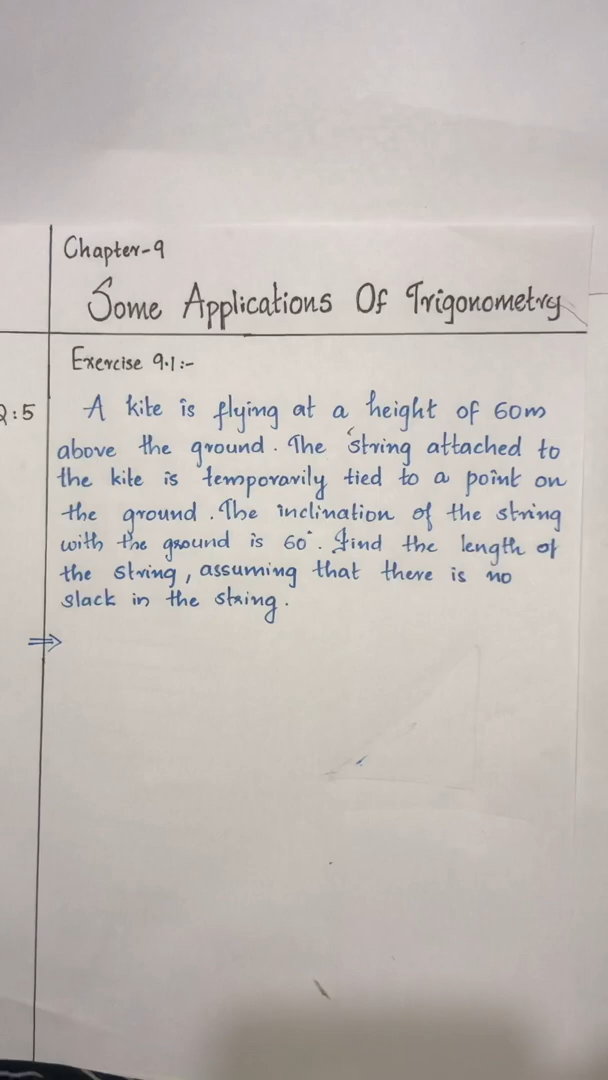 Chapter-9
Some Applications Of Trigonometry
Exercise 9.1:-
Q:5 A kite is flying at a height of 60m
above the ground. The string attached to
the kite is temporarily tied to a point on
the ground. The inclination of the string
with the ground is 60°. Find the length of
the string, assuming that there is no
slack in the string.
⇒